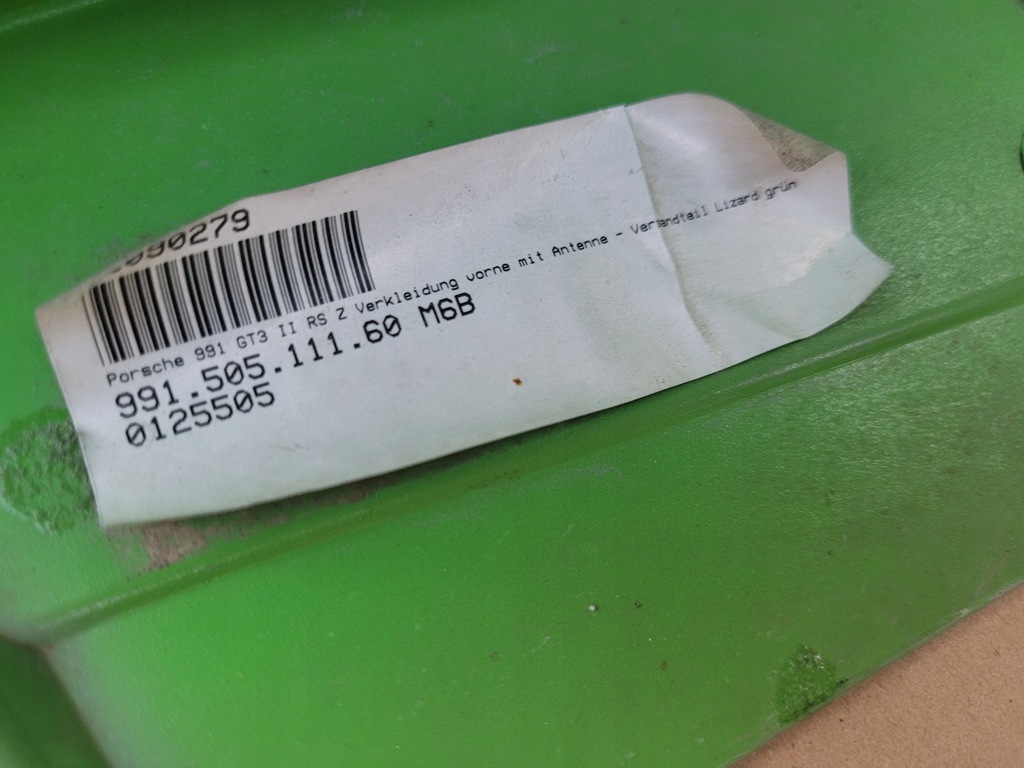 090279
Porsche 991 GT3 II RS Z Verkleidung vorne mit Antenne - Versandteil Lizard grün
991.505.111.60 M6B
0125505